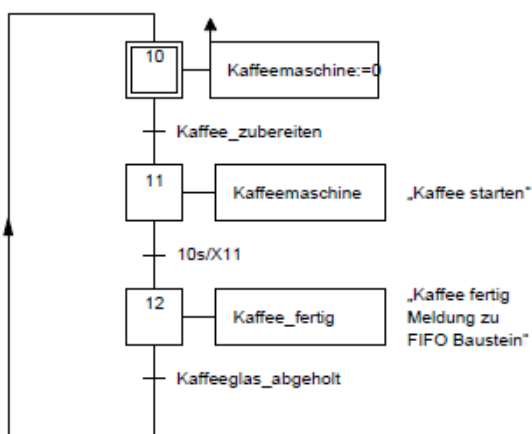 10
Kaffeemaschine:=0
Kaffee_zubereiten
11
Kaffeemaschine
„Kaffee starten"
10s/X11
12
Kaffee_fertig
„Kaffee fertig
Meldung zu
FIFO Baustein"
Kaffeeglas_abgeholt